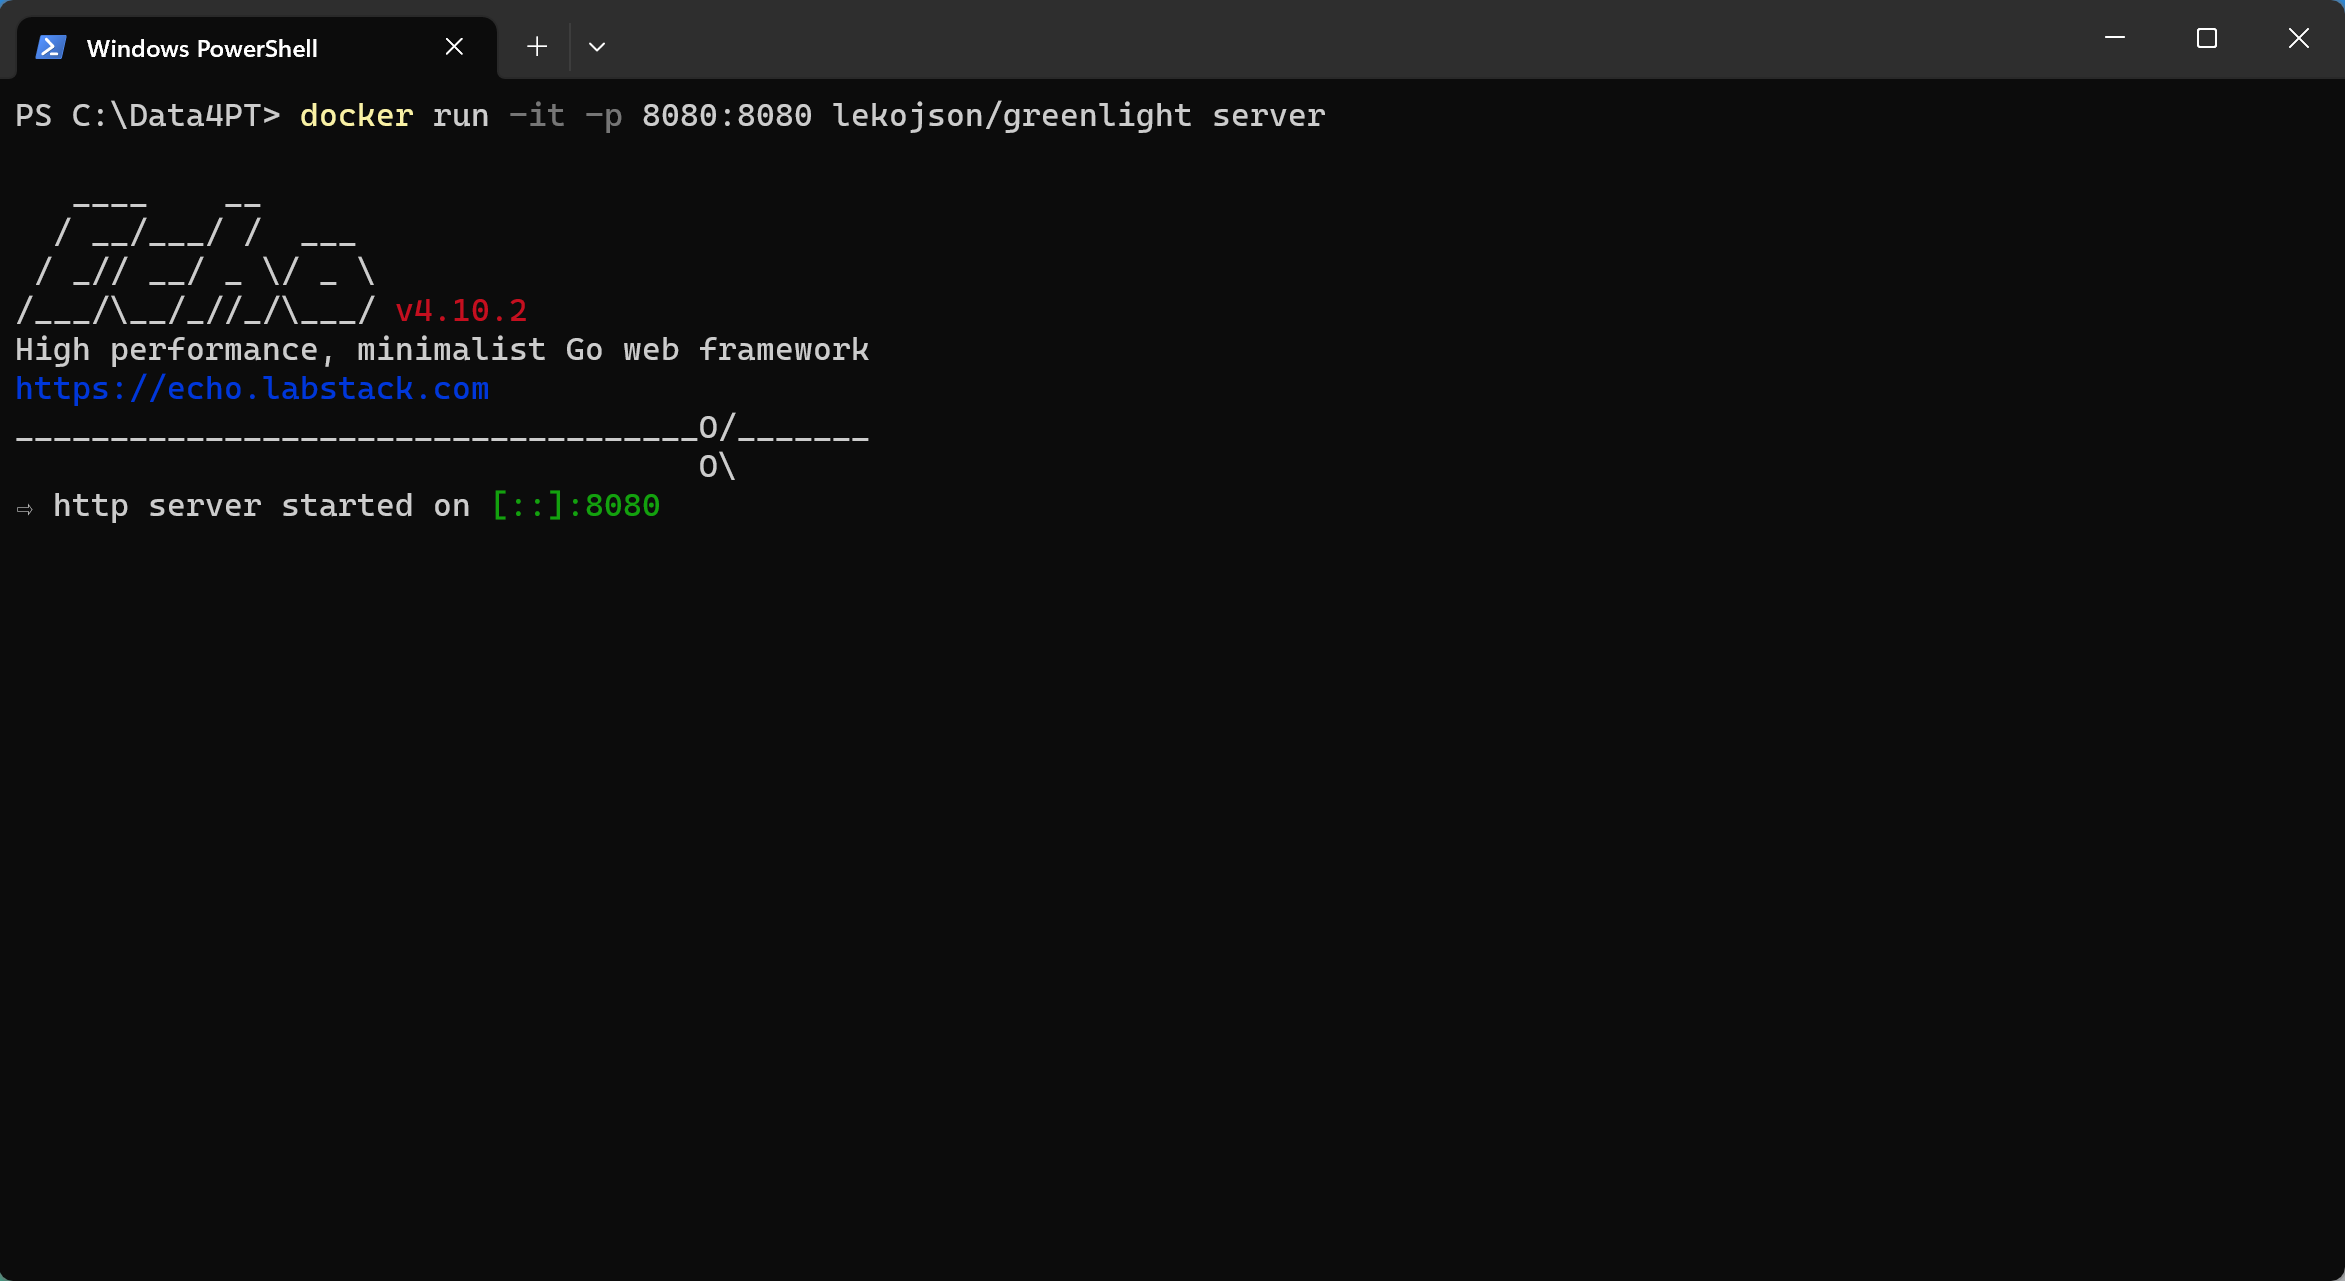 Windows PowerShell
PS C:\Data4PT> docker run -it -p 8080:8080 lekojson/greenlight server
   ____    __
  / __/___/ /  ___
 / _// __/ _ \/ _ \
/___/\__/_//_/\___/ v4.10.2
High performance, minimalist Go web framework
https://echo.labstack.com
____________________________________O/_______
                                    O\
⇨ http server started on [::]:8080